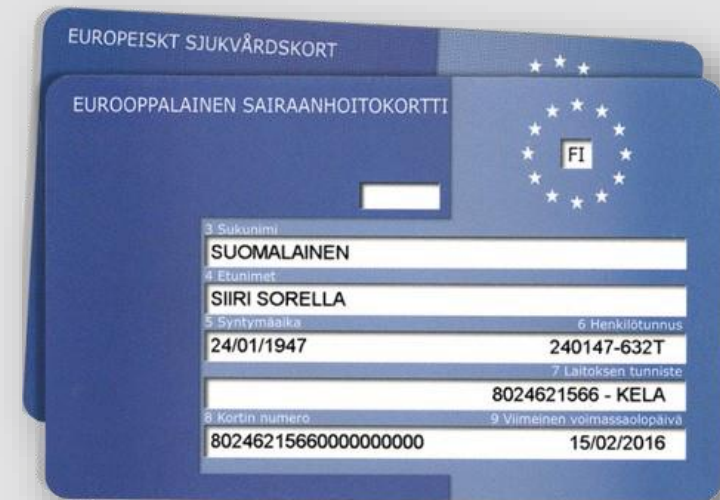 EUROPEISKT SJUKVÅRDSKORT
EUROOPPALAINEN SAIRAANHOITOKORTTI
FI
3 Sukunimi
SUOMALAINEN
4 Etunimet
SIIRI SORELLA
5 Syntymäaika 6 Henkilötunnus
24/01/1947 240147-632T
7 Laitoksen tunniste
8024621566 - KELA
8 Kortin numero 9 Viimeinen voimassaolopäivä
80246215660000000000 15/02/2016